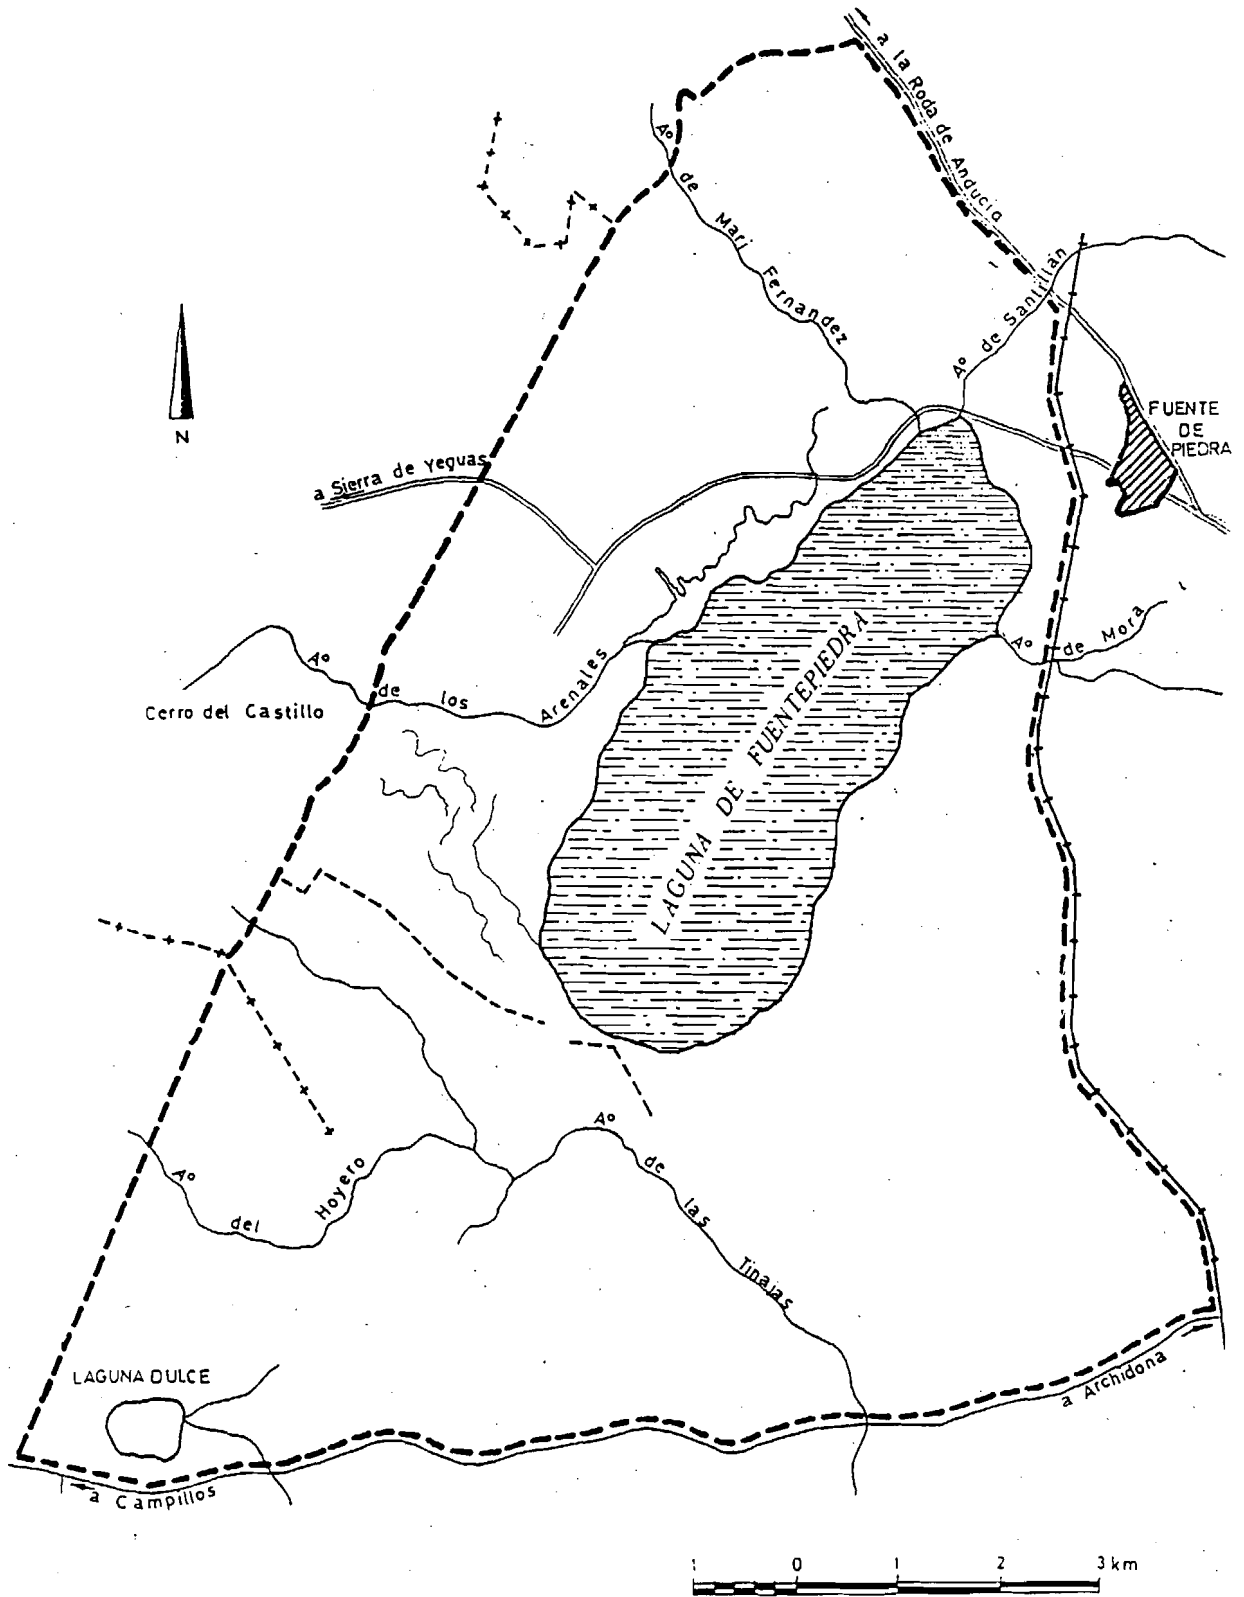 a la Roda de Anducía
Aº de Mari Fernandez
Aº de Santillán
FUENTE
DE
PIEDRA
N
a Sierra de Yeguas
Aº de Mora
Aº de los Arenales
Cerro del Castillo
LAGUNA DE FUENTEPIEDRA
Aº de las Tinajas
Aº del Hoyero
LAGUNA DULCE
a Archidona
a Campillos
1 0 1 2 3 km